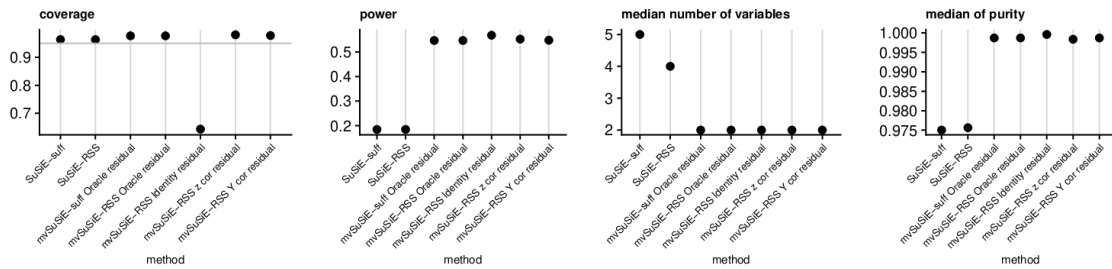 coverage
0.9
0.8
0.7
SuSiE−suff
SuSiE−RSS
mvSuSiE−suff Oracle residual
mvSuSiE−RSS Oracle residual
mvSuSiE−RSS Identity residual
mvSuSiE−RSS z cor residual
mvSuSiE−RSS Y cor residual
method
power
0.5
0.4
0.3
0.2
SuSiE−suff
SuSiE−RSS
mvSuSiE−suff Oracle residual
mvSuSiE−RSS Oracle residual
mvSuSiE−RSS Identity residual
mvSuSiE−RSS z cor residual
mvSuSiE−RSS Y cor residual
method
median number of variables
5
4
3
2
SuSiE−suff
SuSiE−RSS
mvSuSiE−suff Oracle residual
mvSuSiE−RSS Oracle residual
mvSuSiE−RSS Identity residual
mvSuSiE−RSS z cor residual
mvSuSiE−RSS Y cor residual
method
median of purity
1.000
0.995
0.990
0.985
0.980
0.975
SuSiE−suff
SuSiE−RSS
mvSuSiE−suff Oracle residual
mvSuSiE−RSS Oracle residual
mvSuSiE−RSS Identity residual
mvSuSiE−RSS z cor residual
mvSuSiE−RSS Y cor residual
method